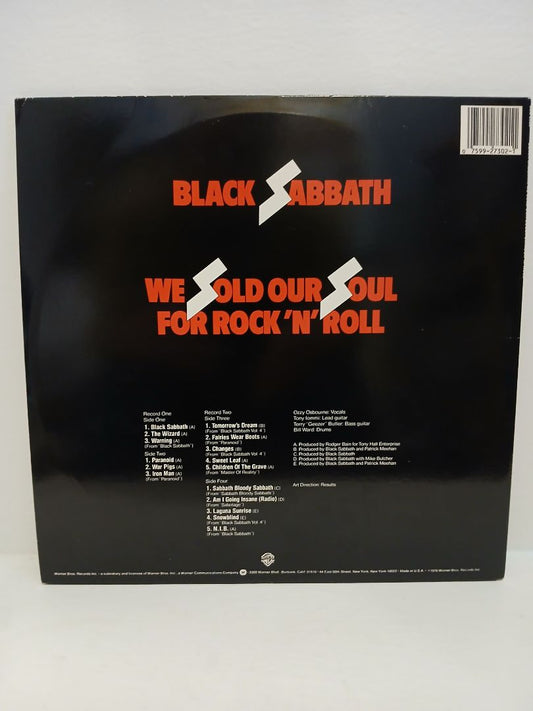 0 7599-27302-1
BLACK SABBATH
WE SOLD OUR SOUL
FOR ROCK 'N' ROLL
Record One
Side One
1. Black Sabbath (A)
2. The Wizard (A)
3. Warning (A)
(From 'Black Sabbath')
Side Two
1. Paranoid (A)
2. War Pigs (A)
3. Iron Man (A)
(From 'Paranoid')
Record Two
Side Three
1. Tomorrow's Dream (B)
(From 'Black Sabbath Vol 4')
2. Fairies Wear Boots (A)
(From 'Paranoid')
3. Changes (B)
(From 'Black Sabbath Vol. 4')
4. Sweet Leaf (A)
5. Children Of The Grave (A)
(From 'Master Of Reality')
Side Four
1. Sabbath Bloody Sabbath (C)
(From 'Sabbath Bloody Sabbath')
2. Am I Going Insane (Radio) (D)
(From 'Sabotage')
3. Laguna Sunrise (E)
4. Snowblind (E)
(From 'Black Sabbath Vol. 4')
5. N.I.B. (A)
(From 'Black Sabbath')
Ozzy Osbourne: Vocals
Tony Iommi: Lead guitar
Terry "Geezer" Butler: Bass guitar
Bill Ward: Drums
A. Produced by Rodger Bain for Tony Hall Enterprise
B. Produced by Black Sabbath and Patrick Meehan
C. Produced by Black Sabbath
D. Produced by Black Sabbath with Mike Butcher
E. Produced by Black Sabbath and Patrick Meehan
Art Direction: Results
Warner Bros. Records Inc.
Made in U.S.A.